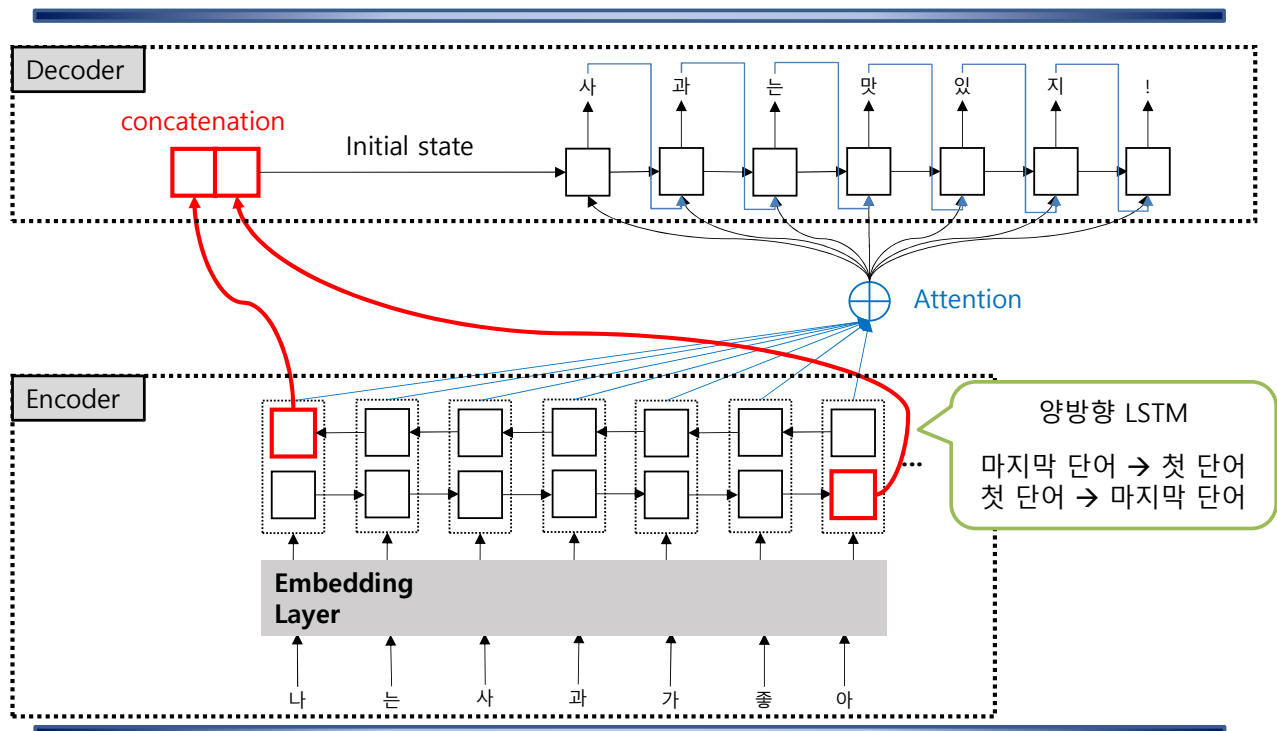 Decoder
사 과 는 맛 있 지 !
concatenation
Initial state
Attention
Encoder
양방향 LSTM
마지막 단어 → 첫 단어
첫 단어 → 마지막 단어
...
Embedding
Layer
나 는 사 과 가 좋 아